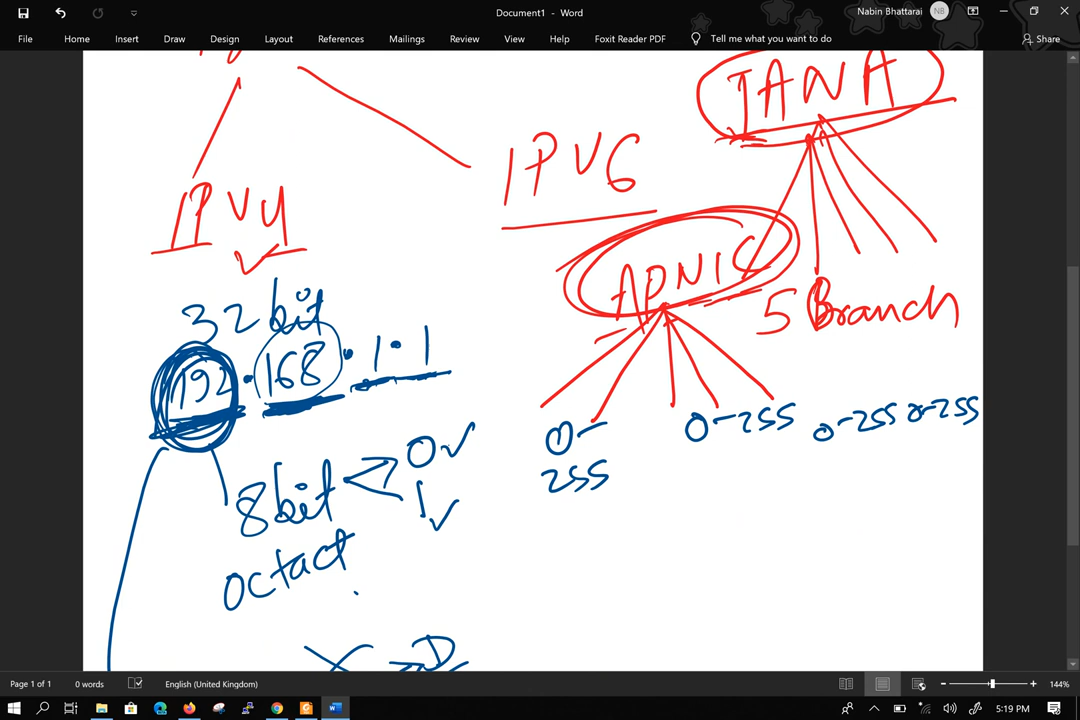 Document1 - Word
Nabin Bhattarai
NB
File Home Insert Draw Design Layout References Mailings Review View Help Foxit Reader PDF Tell me what you want to do Share
IANA
IPV6
IPV4
APNIC
5 Branch
32 bit
192.168.1.1
0-255 0-255 0-255 0-255
8bit 0
1
octact
D
Page 1 of 1 0 words English (United Kingdom) 144%
5:19 PM